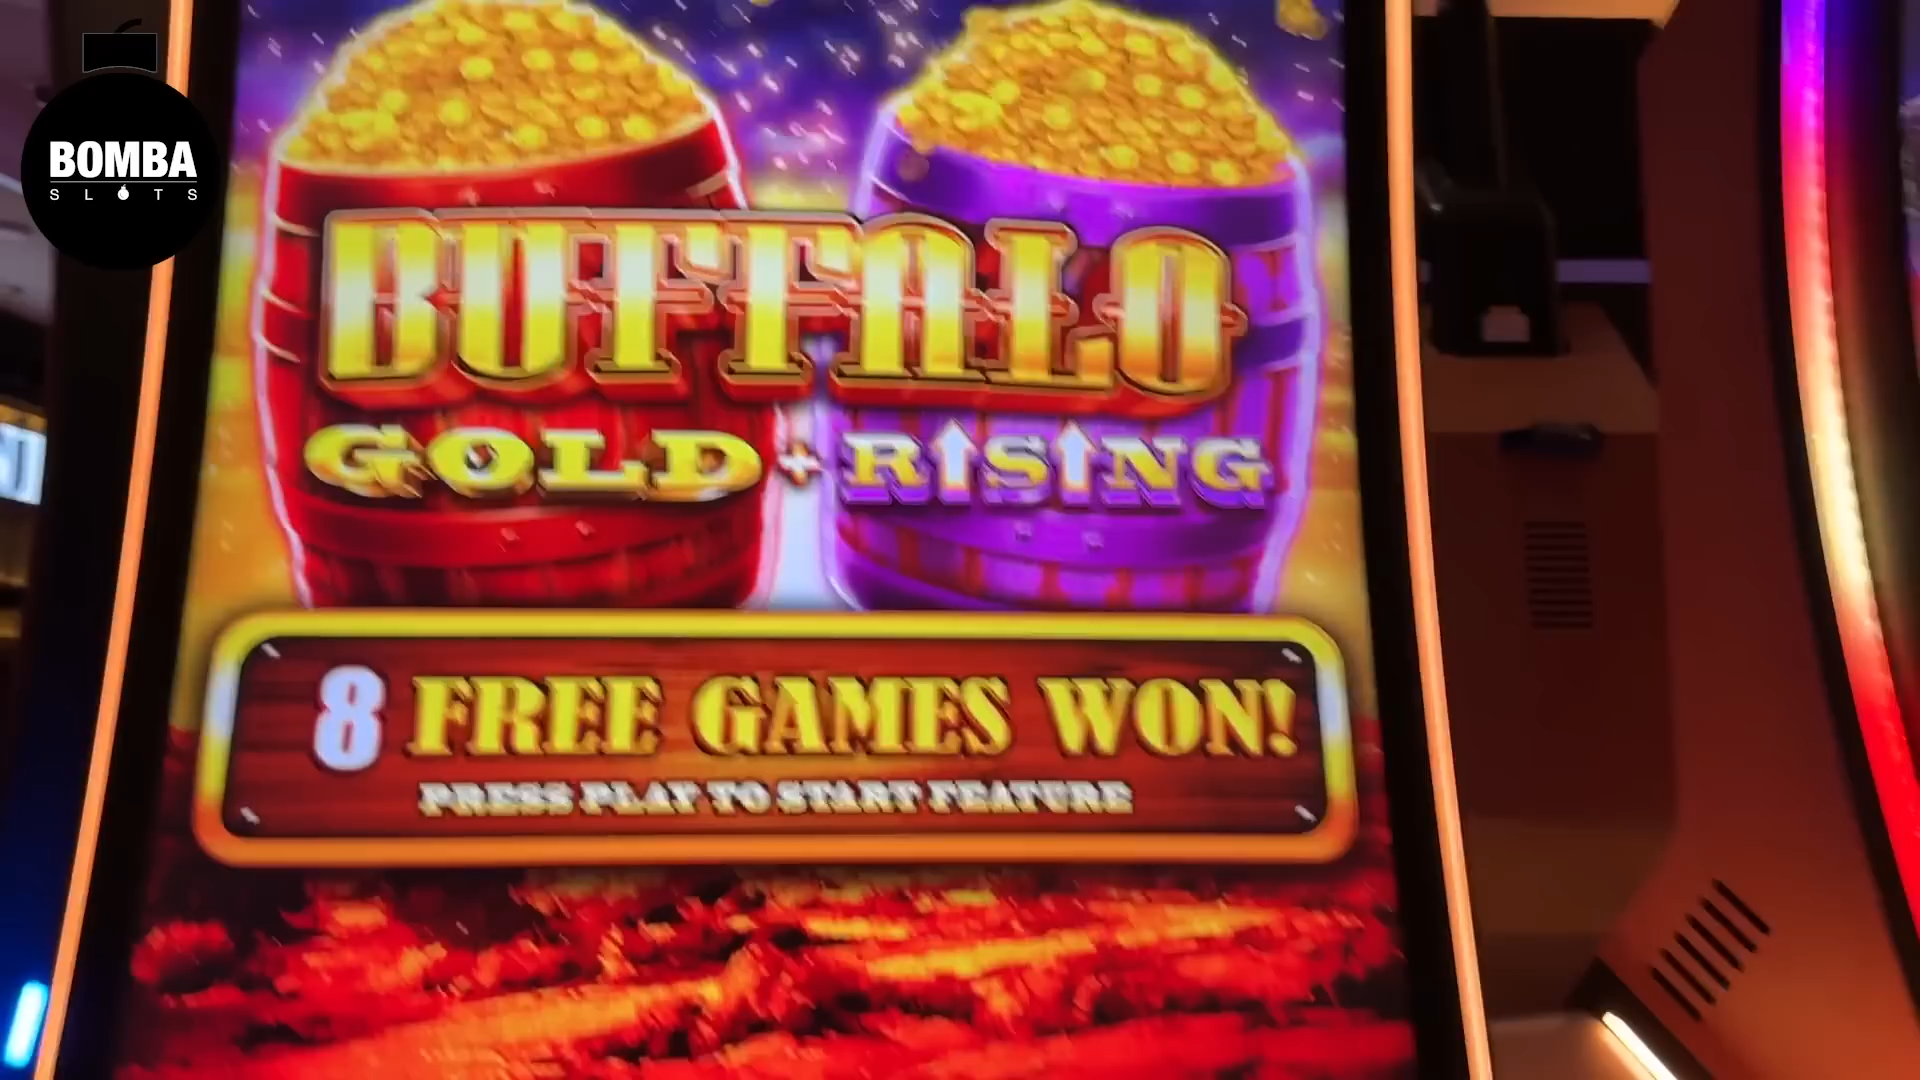 BOMBA
SLOTS
BUFFALO
GOLD + RISING
8 FREE GAMES WON!
PRESS PLAY TO START FEATURE